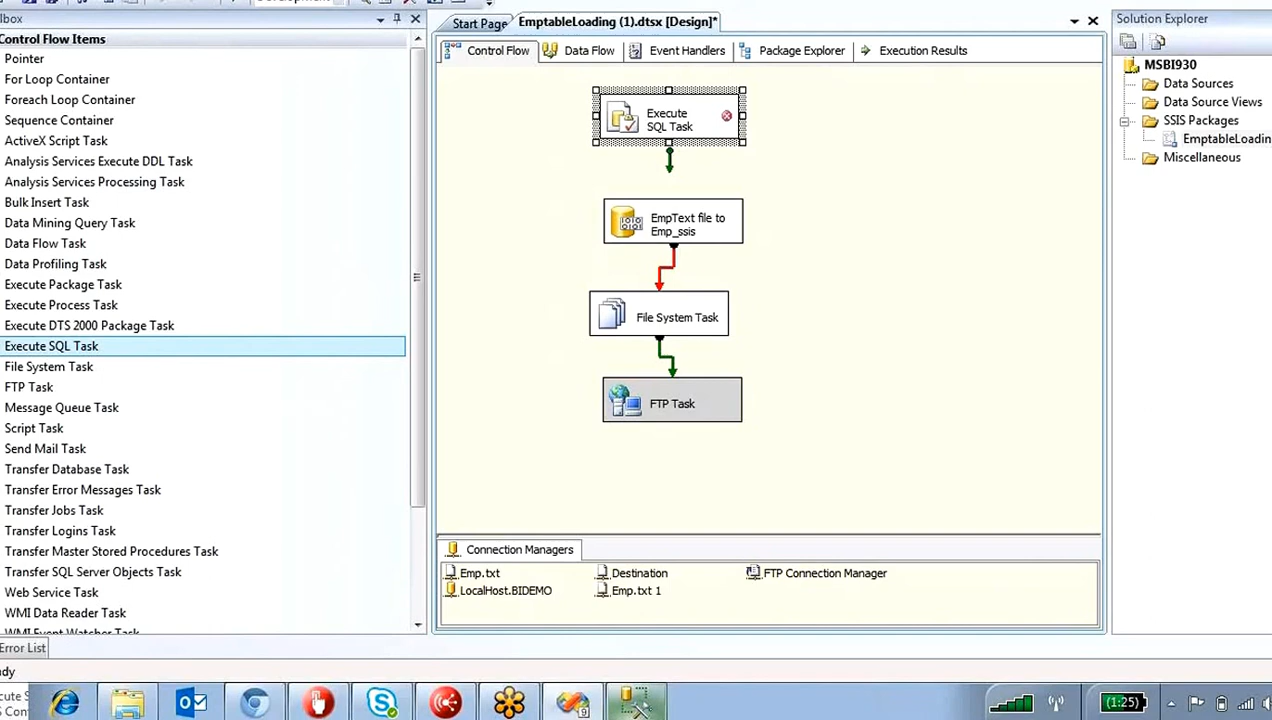 Start Page
EmptableLoading (1).dtsx [Design]*
Solution Explorer
Control Flow Items
Pointer
For Loop Container
Foreach Loop Container
Sequence Container
ActiveX Script Task
Analysis Services Execute DDL Task
Analysis Services Processing Task
Bulk Insert Task
Data Mining Query Task
Data Flow Task
Data Profiling Task
Execute Package Task
Execute Process Task
Execute DTS 2000 Package Task
Execute SQL Task
File System Task
FTP Task
Message Queue Task
Script Task
Send Mail Task
Transfer Database Task
Transfer Error Messages Task
Transfer Jobs Task
Transfer Logins Task
Transfer Master Stored Procedures Task
Transfer SQL Server Objects Task
Web Service Task
WMI Data Reader Task
WMI Event Watcher Task
Error List
Control Flow
Data Flow
Event Handlers
Package Explorer
Execution Results
Execute
SQL Task
EmpText file to
Emp_ssis
File System Task
FTP Task
Connection Managers
Emp.txt
Destination
FTP Connection Manager
LocalHost.BIDEMO
Emp.txt 1
MSBI930
Data Sources
Data Source Views
SSIS Packages
EmptableLoadin
Miscellaneous
(1:25)